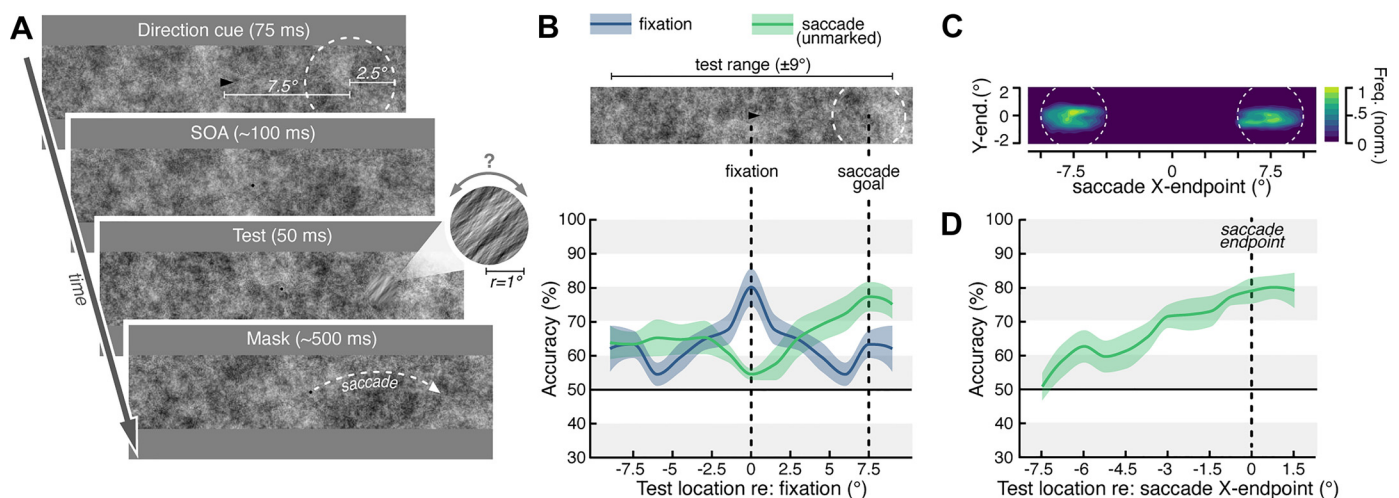 A
Direction cue (75 ms)
7.5°
2.5°
SOA (~100 ms)
?
Test (50 ms)
r=1°
time
Mask (~500 ms)
saccade
B
fixation
saccade
(unmarked)
test range (±9°)
fixation
saccade
goal
Accuracy (%)
100
90
80
70
60
50
40
30
-7.5
-5
-2.5
0
2.5
5
7.5
Test location re: fixation (°)
C
Y-end.(°)
2
0
-2
-7.5
0
7.5
saccade X-endpoint (°)
1
.5
0
Freq. (norm.)
D
saccade
endpoint
Accuracy (%)
100
90
80
70
60
50
40
30
-7.5
-6
-4.5
-3
-1.5
0
1.5
Test location re: saccade X-endpoint (°)